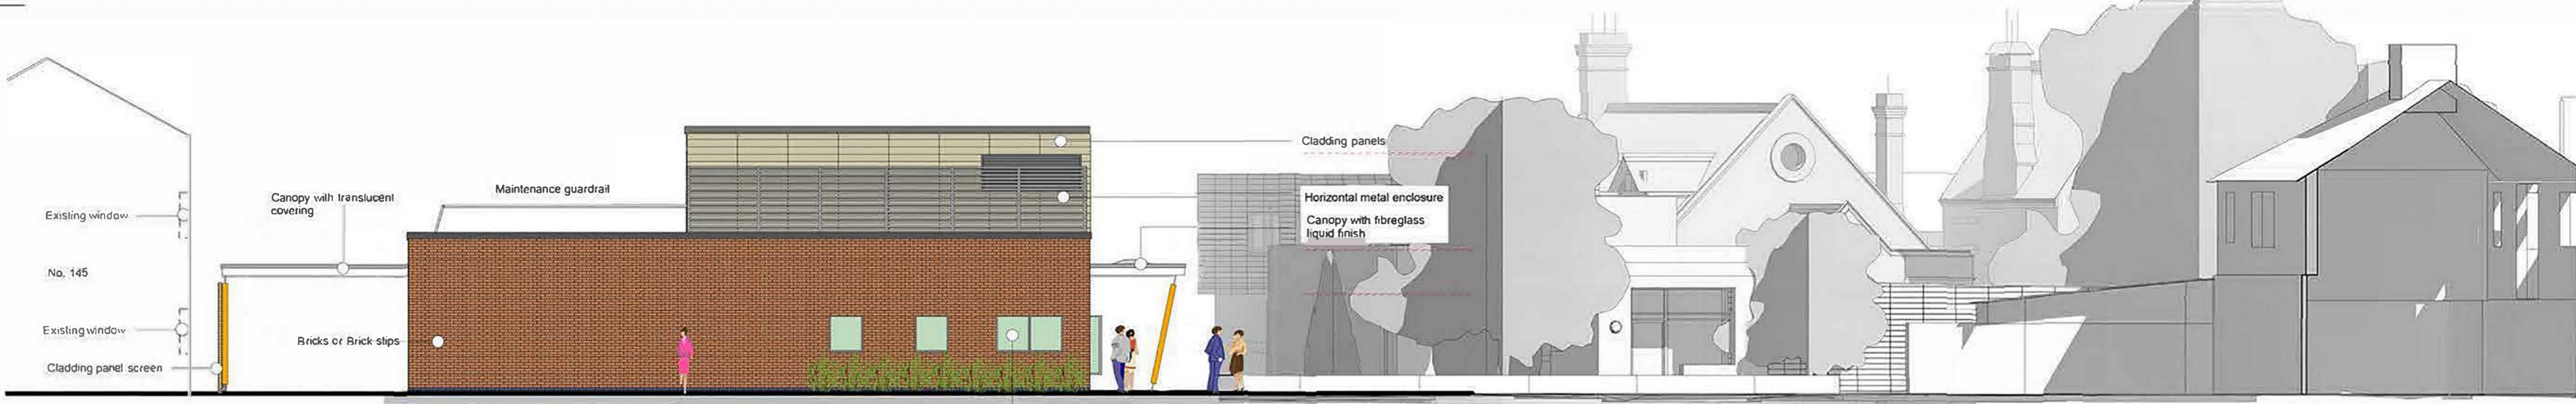 Existing window
No. 145
Existing window
Cladding panel screen
Canopy with translucent
covering
Bricks or Brick slips
Maintenance guardrail
Cladding panels
Horizontal metal enclosure
Canopy with fibreglass
liquid finish